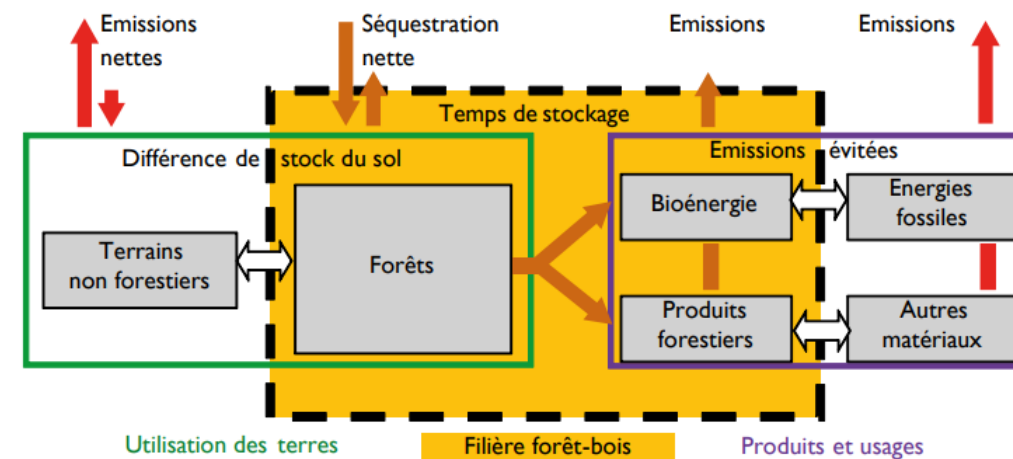 Emissions
nettes
Séquestration
nette
Emissions
Emissions
Temps de stockage
Différence de stock du sol
Emissions évitées
Terrains
non forestiers
Forêts
Bioénergie
Energies
fossiles
Produits
forestiers
Autres
matériaux
Utilisation des terres
Filière forêt-bois
Produits et usages